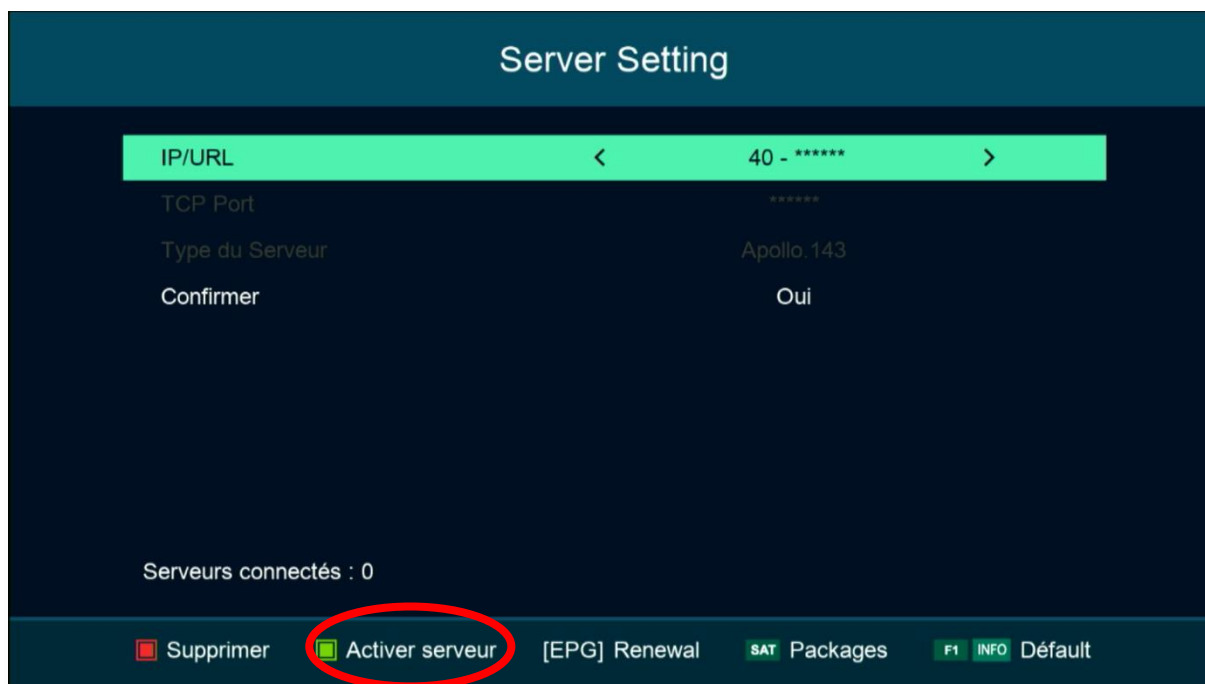 Server Setting
IP/URL < 40 - ****** >
TCP Port ******
Type du Serveur Apollo.143
Confirmer Oui
Serveurs connectés : 0
Supprimer Activer serveur [EPG] Renewal SAT Packages F1 INFO Défault